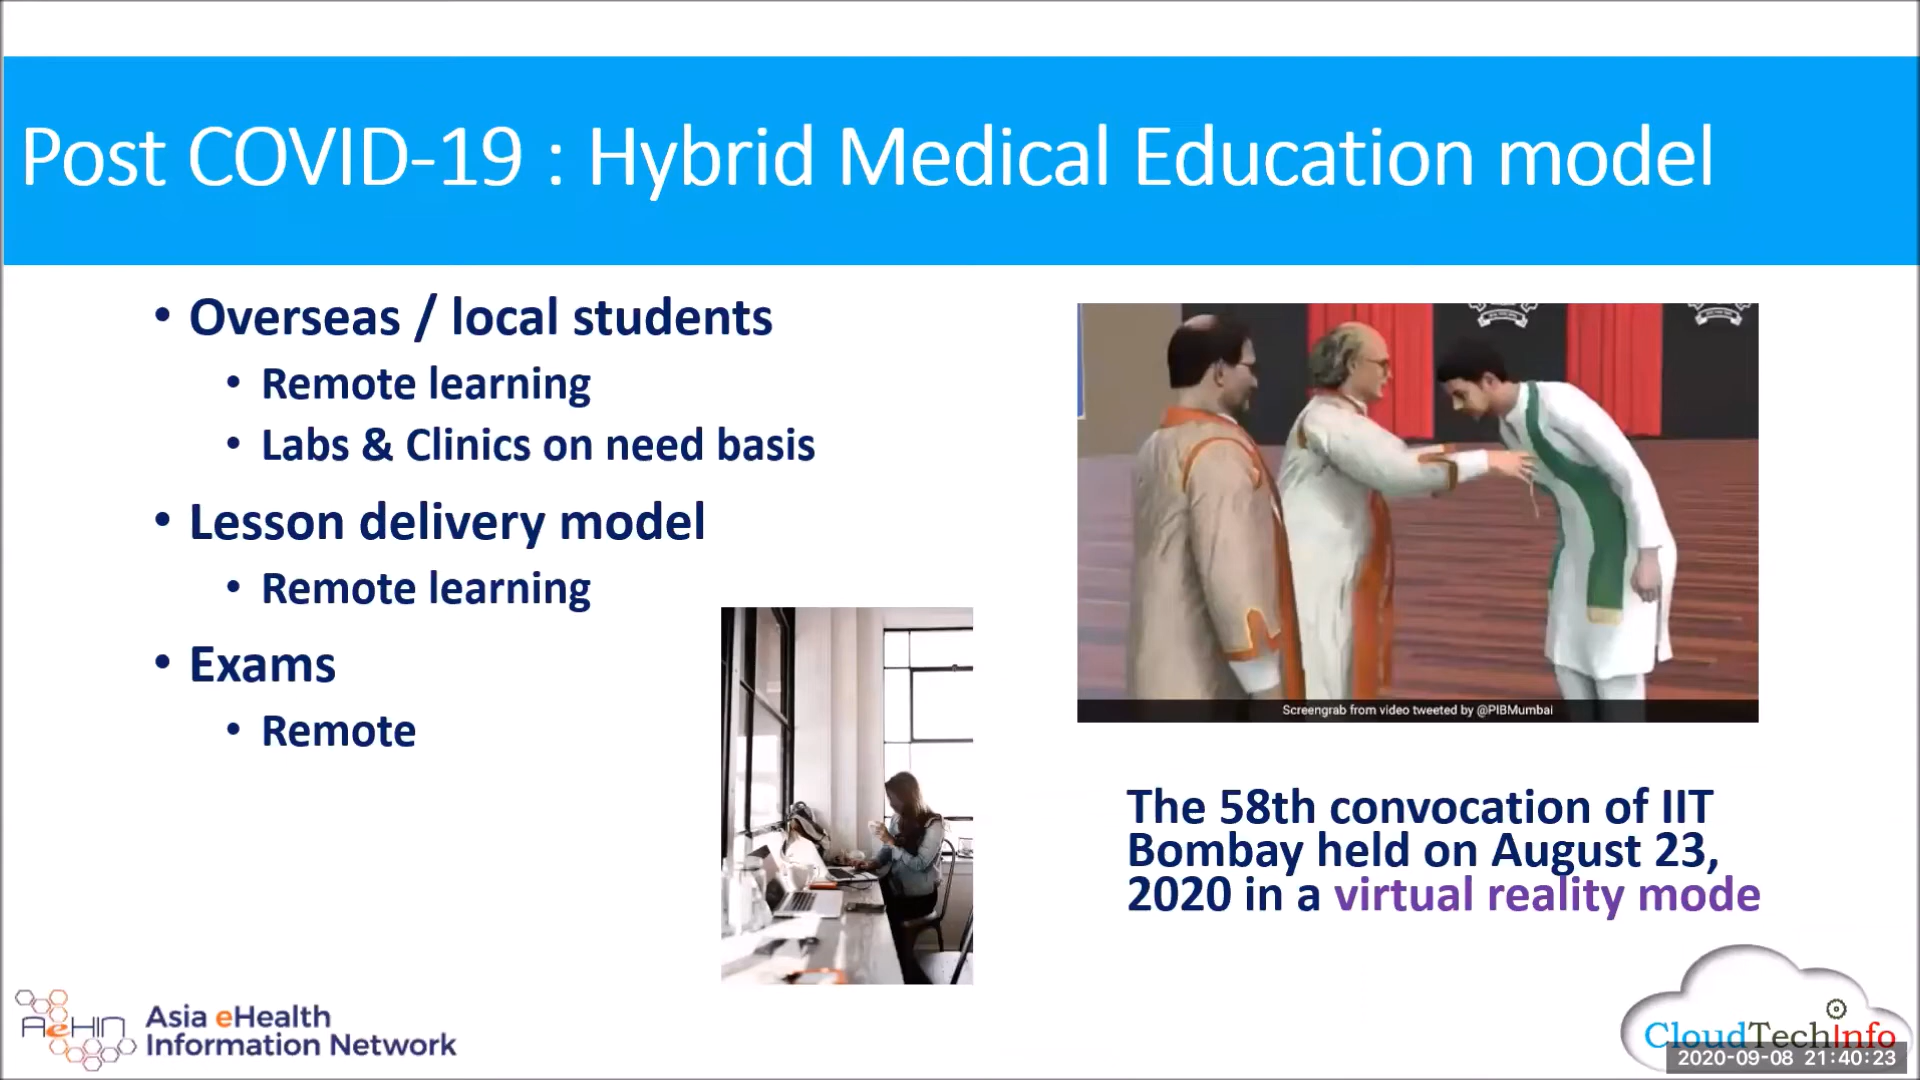 Post COVID-19 : Hybrid Medical Education model
• Overseas / local students
• Remote learning
• Labs & Clinics on need basis
• Lesson delivery model
• Remote learning
• Exams
• Remote
Screengrab from video tweeted by @PIBMumbai
The 58th convocation of IIT
Bombay held on August 23,
2020 in a virtual reality mode
AeHIN
Asia eHealth
Information Network
CloudTechInfo
2020-09-08 21:40:23